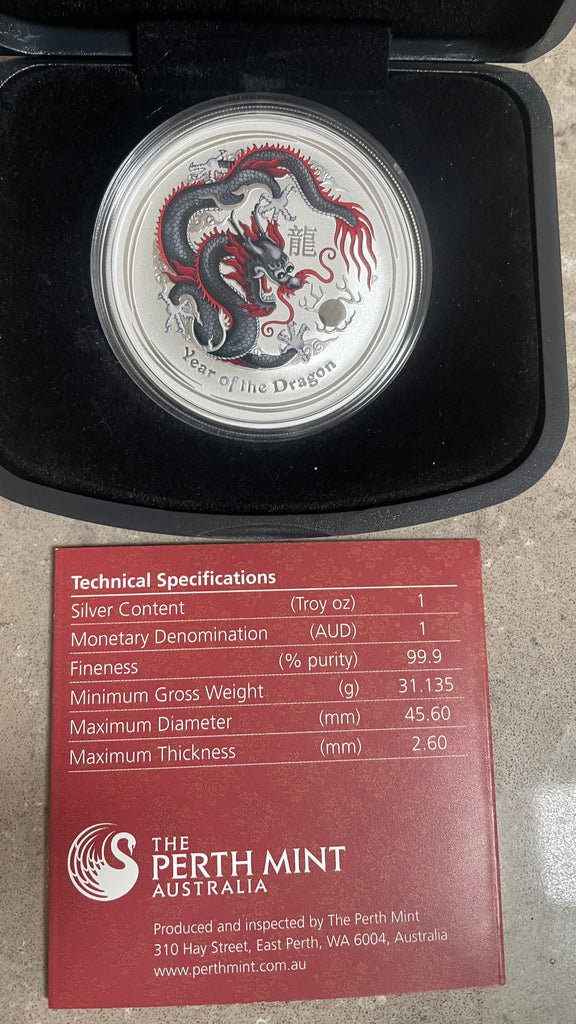 龍
Year of the Dragon
Technical Specifications
Silver Content (Troy oz) 1
Monetary Denomination (AUD) 1
Fineness (% purity) 99.9
Minimum Gross Weight (g) 31.135
Maximum Diameter (mm) 45.60
Maximum Thickness (mm) 2.60
THE
PERTH MINT
AUSTRALIA
Produced and inspected by The Perth Mint
310 Hay Street, East Perth, WA 6004, Australia
www.perthmint.com.au